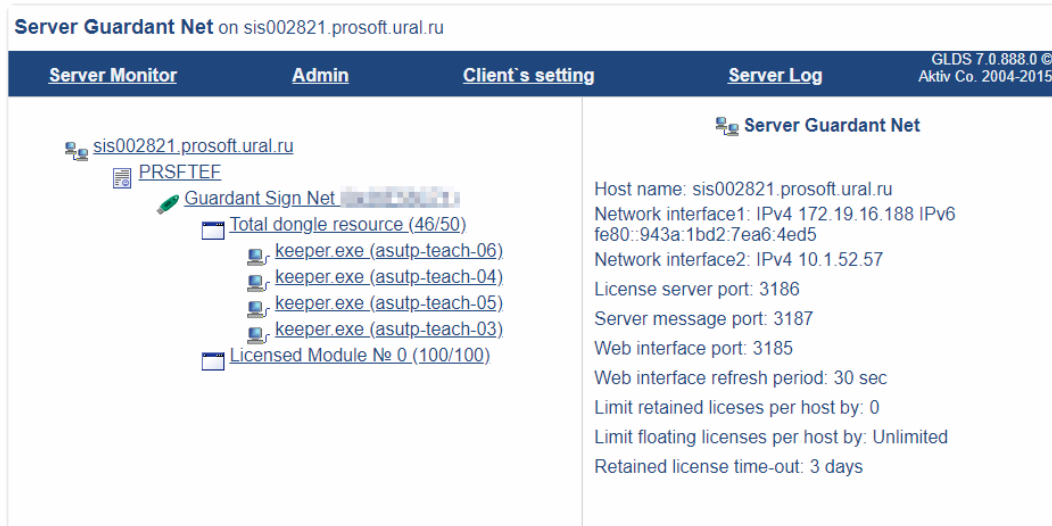 Server Guardant Net on sis002821.prosoft.ural.ru
Server Monitor Admin Client`s setting Server Log
GLDS 7.0.888.0 ©
Aktiv Co. 2004-2015
sis002821.prosoft.ural.ru
PRSFTEF
Guardant Sign Net
Total dongle resource (46/50)
keeper.exe (asutp-teach-06)
keeper.exe (asutp-teach-04)
keeper.exe (asutp-teach-05)
keeper.exe (asutp-teach-03)
Licensed Module № 0 (100/100)
Server Guardant Net
Host name: sis002821.prosoft.ural.ru
Network interface1: IPv4 172.19.16.188 IPv6
fe80::943a:1bd2:7ea6:4ed5
Network interface2: IPv4 10.1.52.57
License server port: 3186
Server message port: 3187
Web interface port: 3185
Web interface refresh period: 30 sec
Limit retained liceses per host by: 0
Limit floating licenses per host by: Unlimited
Retained license time-out: 3 days